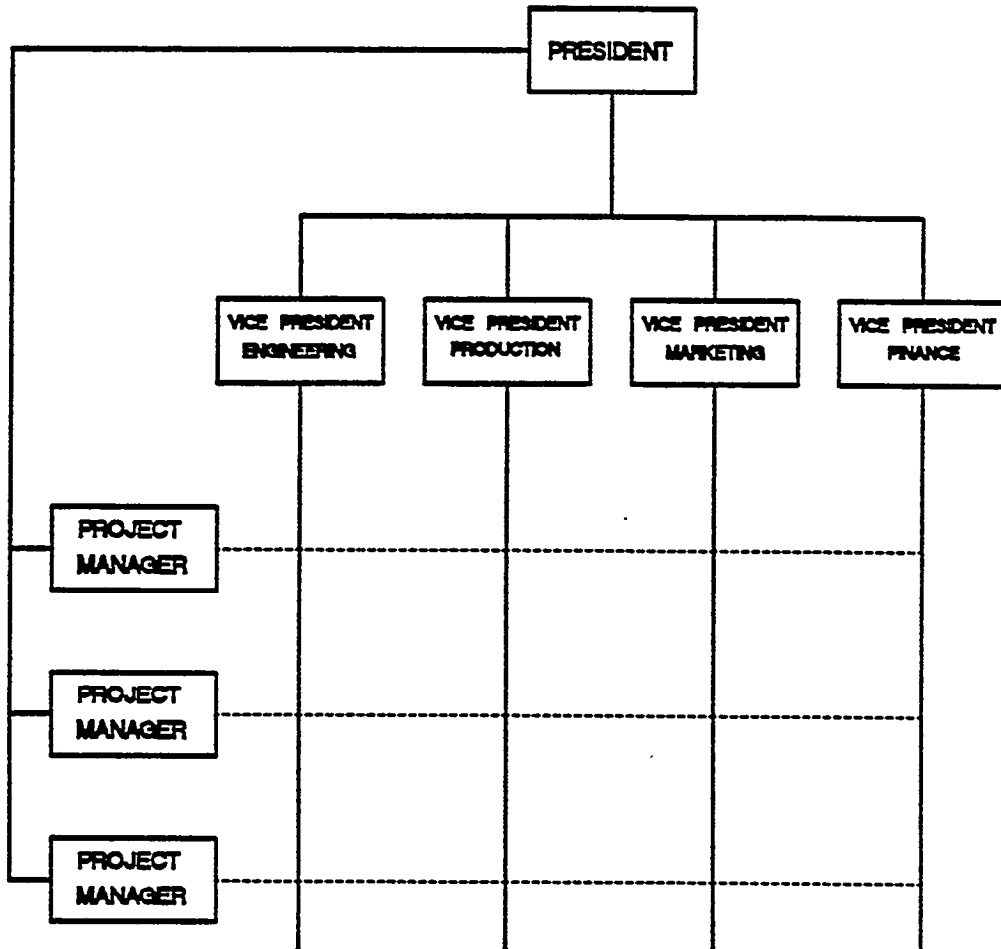 PRESIDENT
VICE PRESIDENT
ENGINEERING
VICE PRESIDENT
PRODUCTION
VICE PRESIDENT
MARKETING
VICE PRESIDENT
FINANCE
PROJECT
MANAGER
PROJECT
MANAGER
PROJECT
MANAGER